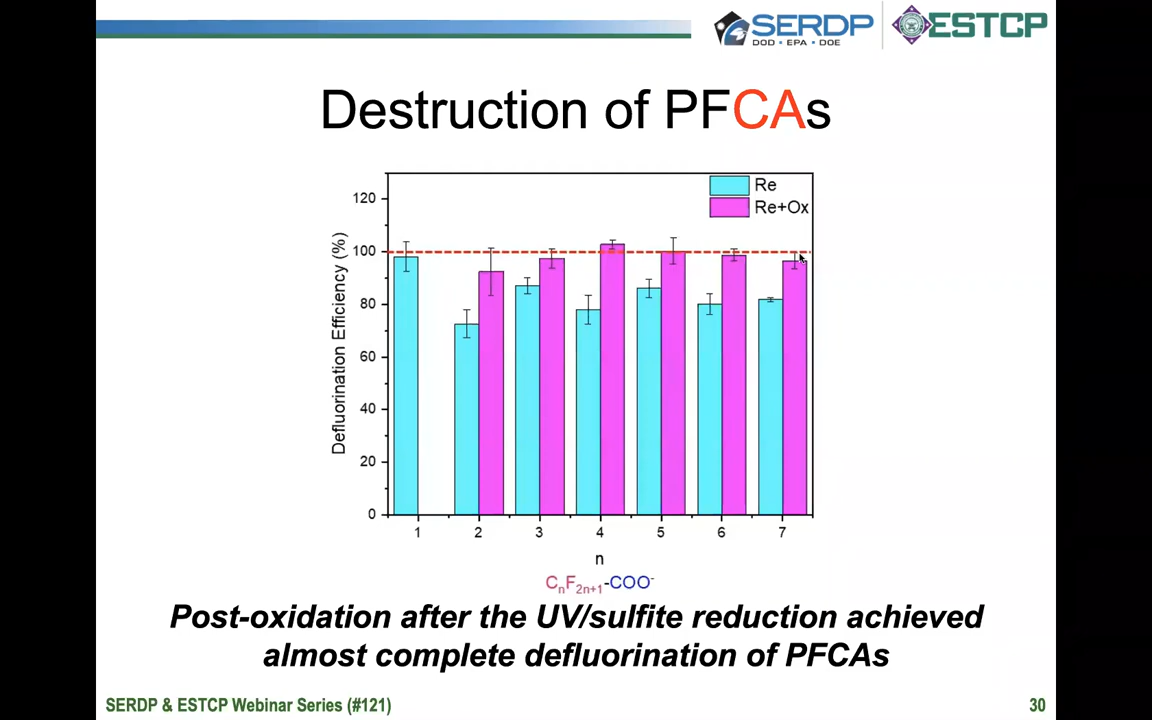 SERDP
DOD • EPA • DOE
ESTCP
Destruction of PFCAs
Re
Re+Ox
Defluorination Efficiency (%)
120
100
80
60
40
20
0
1 2 3 4 5 6 7
n
CnF2n+1-COO-
Post-oxidation after the UV/sulfite reduction achieved
almost complete defluorination of PFCAs
SERDP & ESTCP Webinar Series (#121)
30